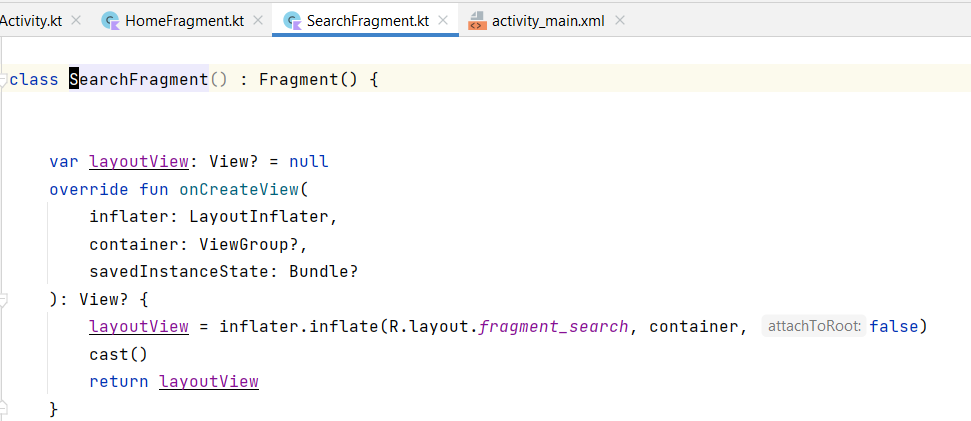 Activity.kt HomeFragment.kt SearchFragment.kt activity_main.xml
class SearchFragment() : Fragment() {
var layoutView: View? = null
override fun onCreateView(
inflater: LayoutInflater,
container: ViewGroup?,
savedInstanceState: Bundle?
): View? {
layoutView = inflater.inflate(R.layout.fragment_search, container, attachToRoot: false)
cast()
return layoutView
}